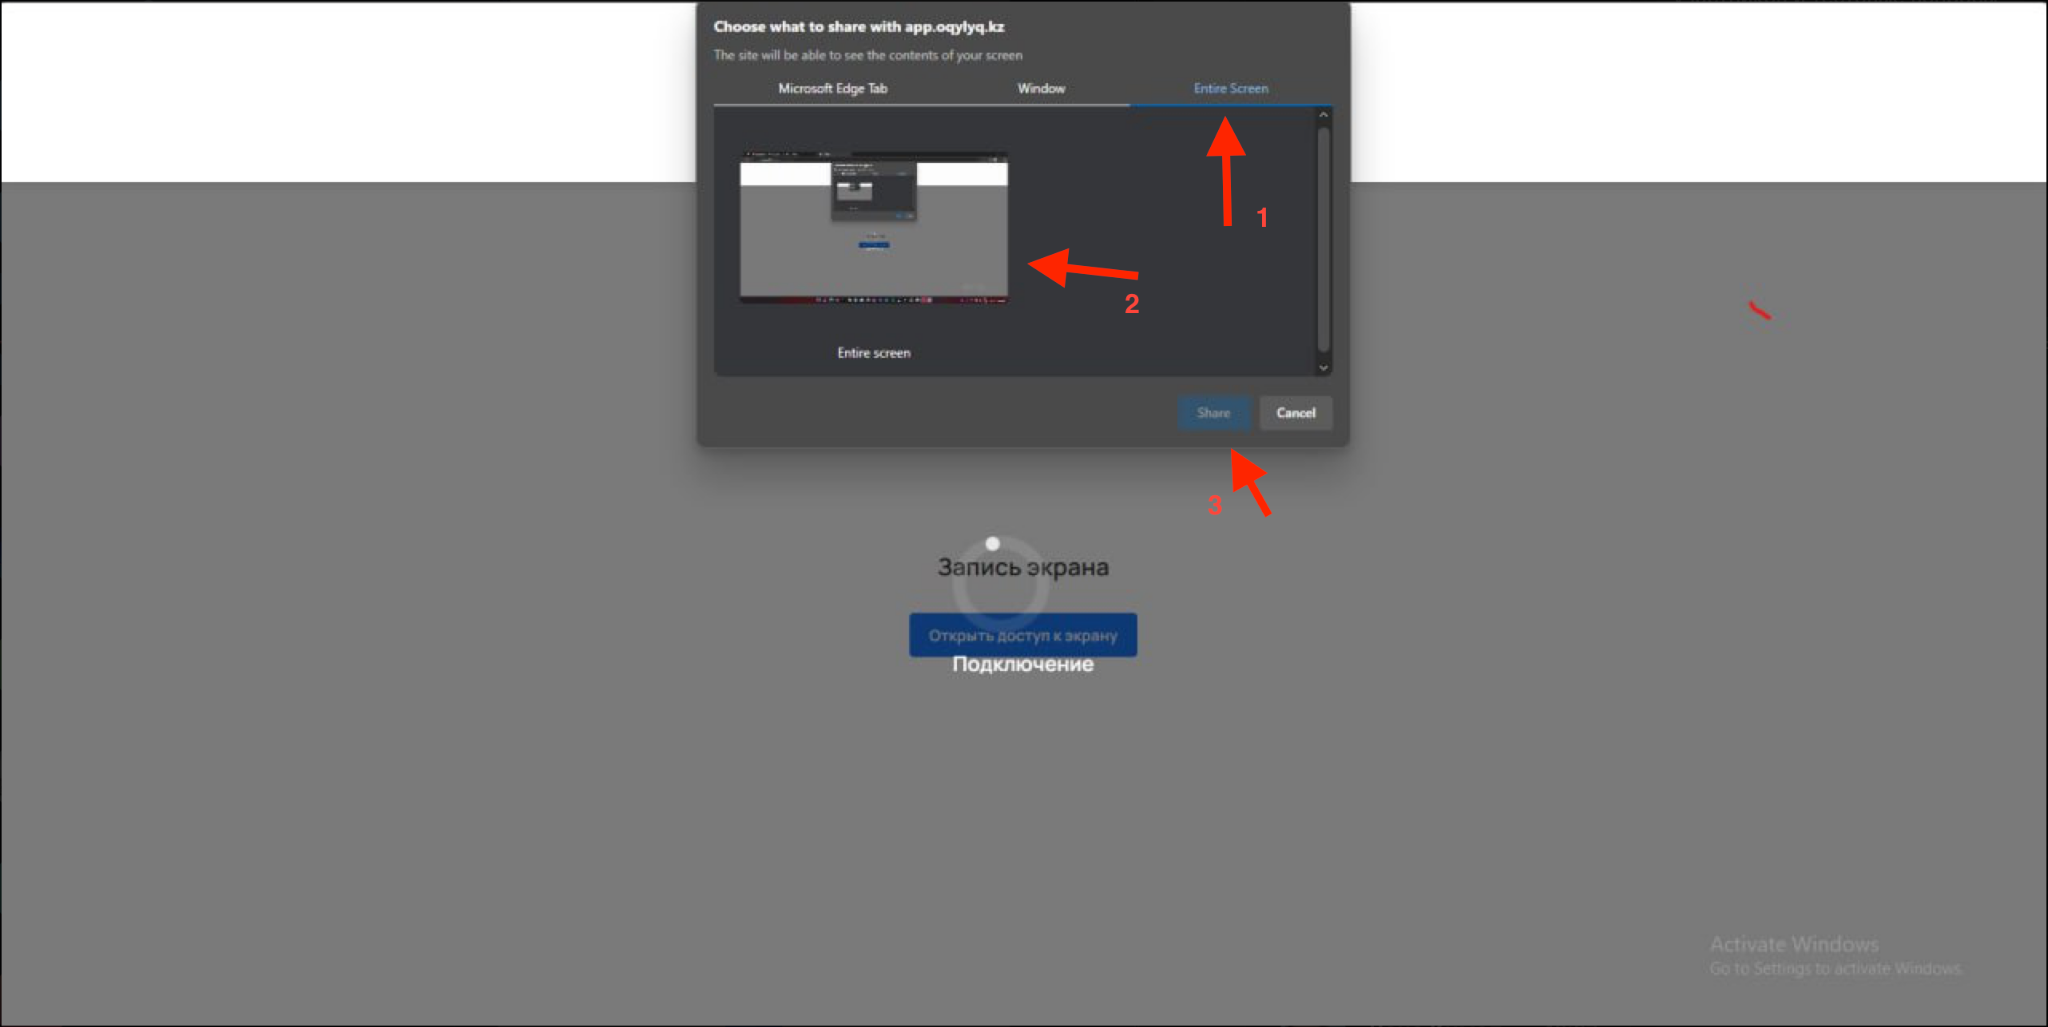 Choose what to share with app.oqylyq.kz
The site will be able to see the contents of your screen
Microsoft Edge Tab Window Entire Screen
1
2
Entire screen
Share Cancel
3
Запись экрана
Открыть доступ к экрану
Подключение
Activate Windows
Go to Settings to activate Windows.